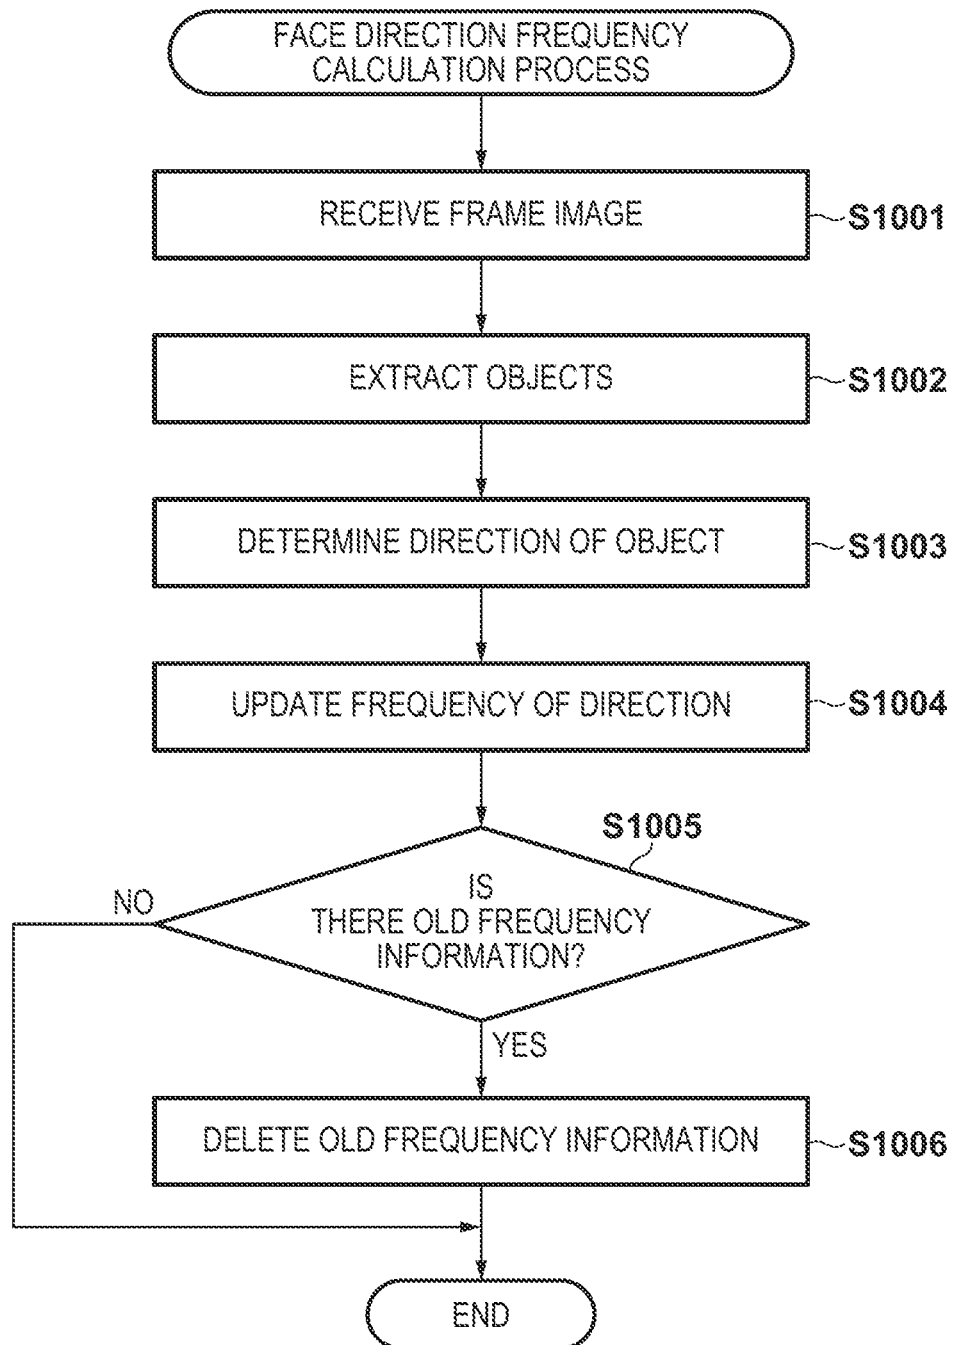 FACE DIRECTION FREQUENCY
CALCULATION PROCESS
RECEIVE FRAME IMAGE
S1001
EXTRACT OBJECTS
S1002
DETERMINE DIRECTION OF OBJECT
S1003
UPDATE FREQUENCY OF DIRECTION
S1004
S1005
IS
THERE OLD FREQUENCY
INFORMATION?
NO
YES
DELETE OLD FREQUENCY INFORMATION
S1006
END